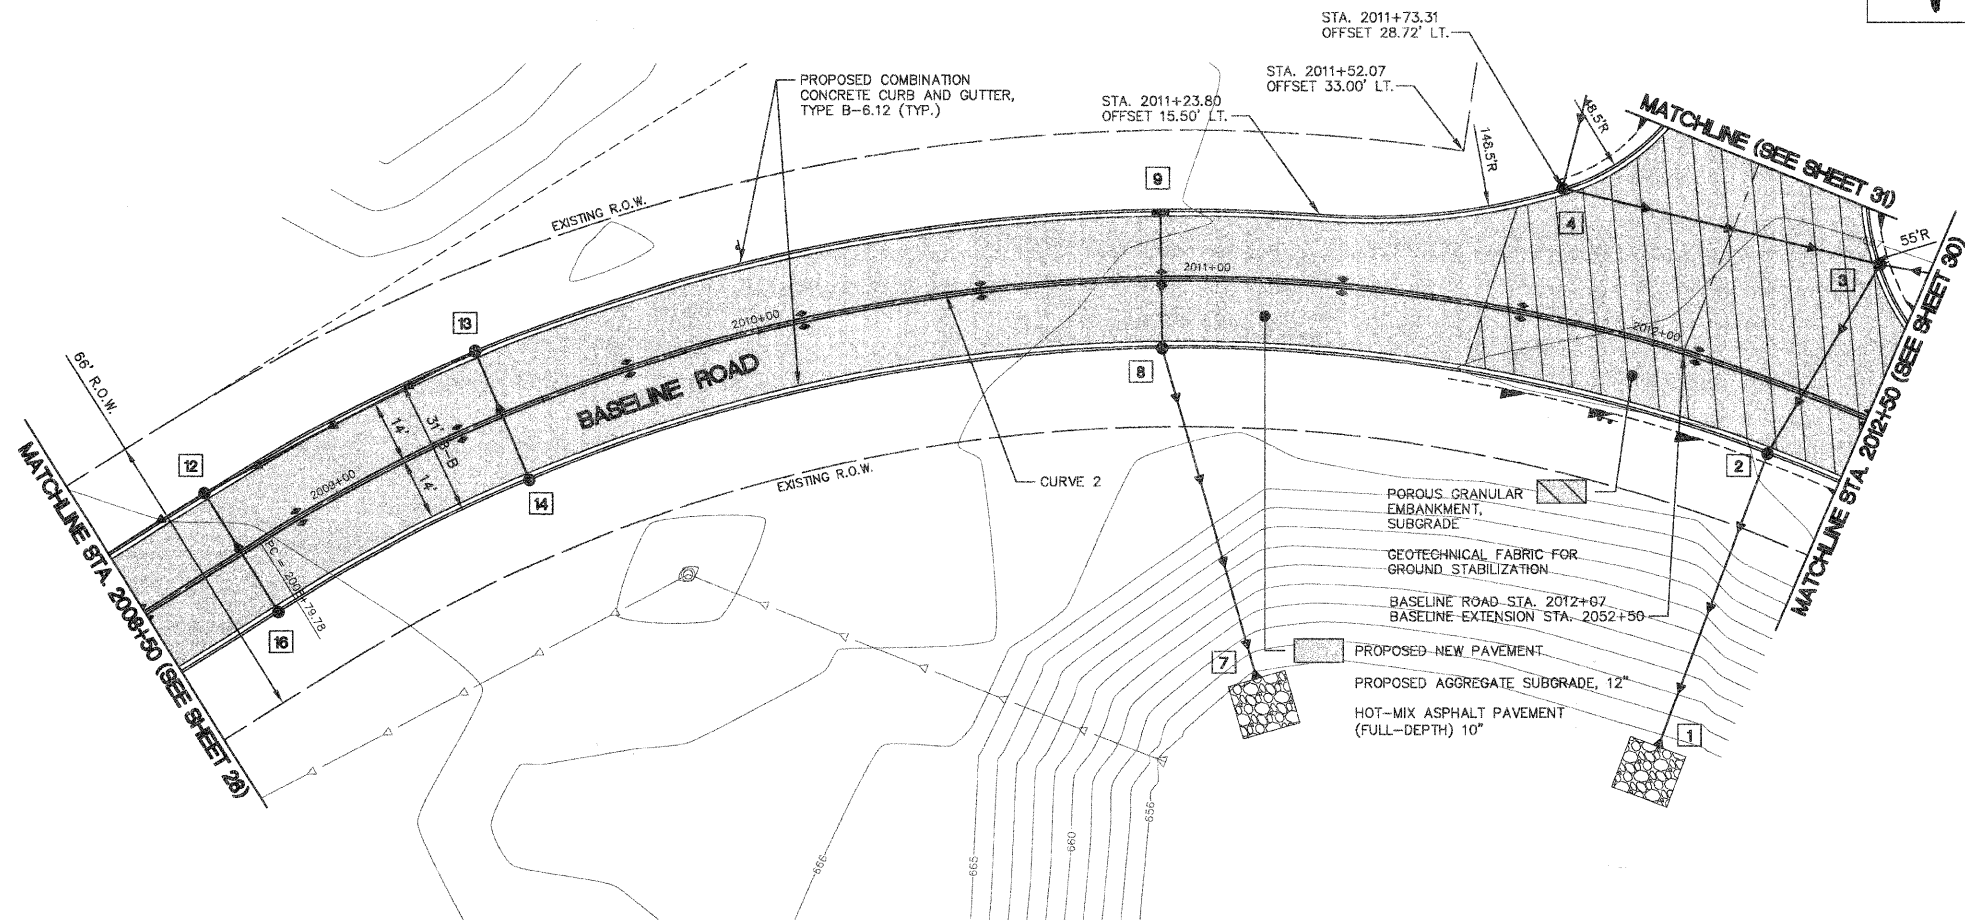 STA. 2011+73.31
OFFSET 28.72' LT.
STA. 2011+52.07
OFFSET 33.00' LT.
STA. 2011+23.80
OFFSET 15.50' LT.
PROPOSED COMBINATION
CONCRETE CURB AND GUTTER,
TYPE B-6.12 (TYP.)
48.5'R
148.5'R
MATCHLINE (SEE SHEET 31)
EXISTING R.O.W.
9
4
55'R
3
2011+00
2010+00
2012+00
13
66' R.O.W.
BASELINE ROAD
8
14'
31' B-B
14'
12
2009+00
14
EXISTING R.O.W.
CURVE 2
2
MATCHLINE STA. 2012+50 (SEE SHEET 30)
POROUS GRANULAR
EMBANKMENT,
SUBGRADE
GEOTECHNICAL FABRIC FOR
GROUND STABILIZATION
BASELINE ROAD STA. 2012+07
BASELINE EXTENSION STA. 2052+50
MATCHLINE STA. 2008+50 (SEE SHEET 28)
16
7
PROPOSED NEW PAVEMENT
PROPOSED AGGREGATE SUBGRADE, 12"
HOT-MIX ASPHALT PAVEMENT
(FULL-DEPTH) 10"
1
666
665
660
656